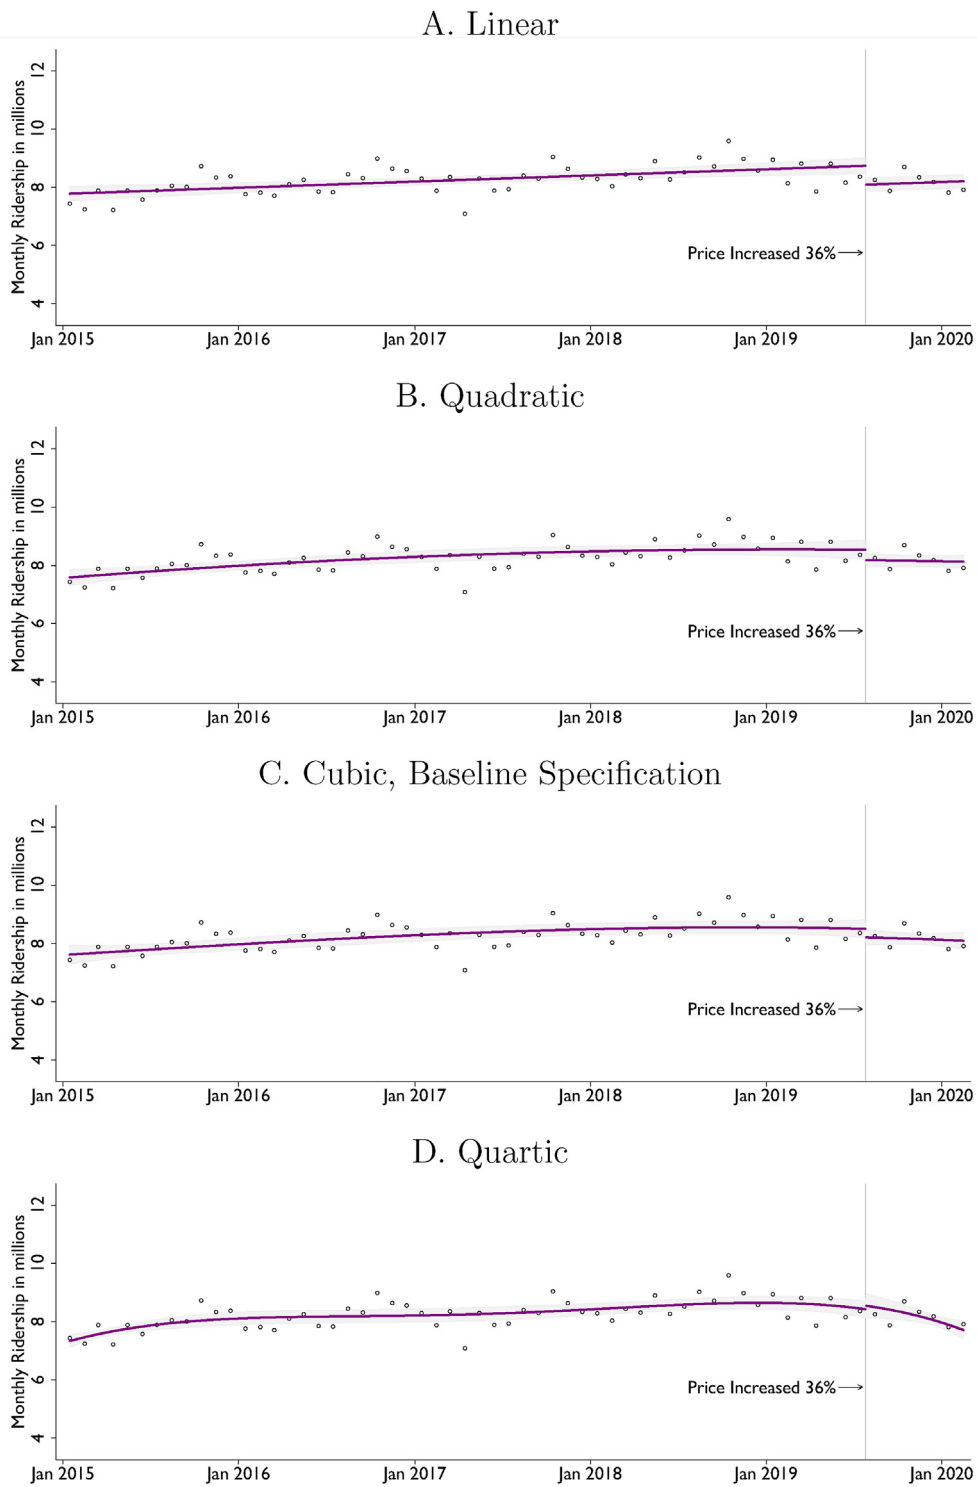 A. Linear
Monthly Ridership in millions
12
10
8
6
4
Price Increased 36%
Jan 2015 Jan 2016 Jan 2017 Jan 2018 Jan 2019 Jan 2020
B. Quadratic
Monthly Ridership in millions
12
10
8
6
4
Price Increased 36%
Jan 2015 Jan 2016 Jan 2017 Jan 2018 Jan 2019 Jan 2020
C. Cubic, Baseline Specification
Monthly Ridership in millions
12
10
8
6
4
Price Increased 36%
Jan 2015 Jan 2016 Jan 2017 Jan 2018 Jan 2019 Jan 2020
D. Quartic
Monthly Ridership in millions
12
10
8
6
4
Price Increased 36%
Jan 2015 Jan 2016 Jan 2017 Jan 2018 Jan 2019 Jan 2020